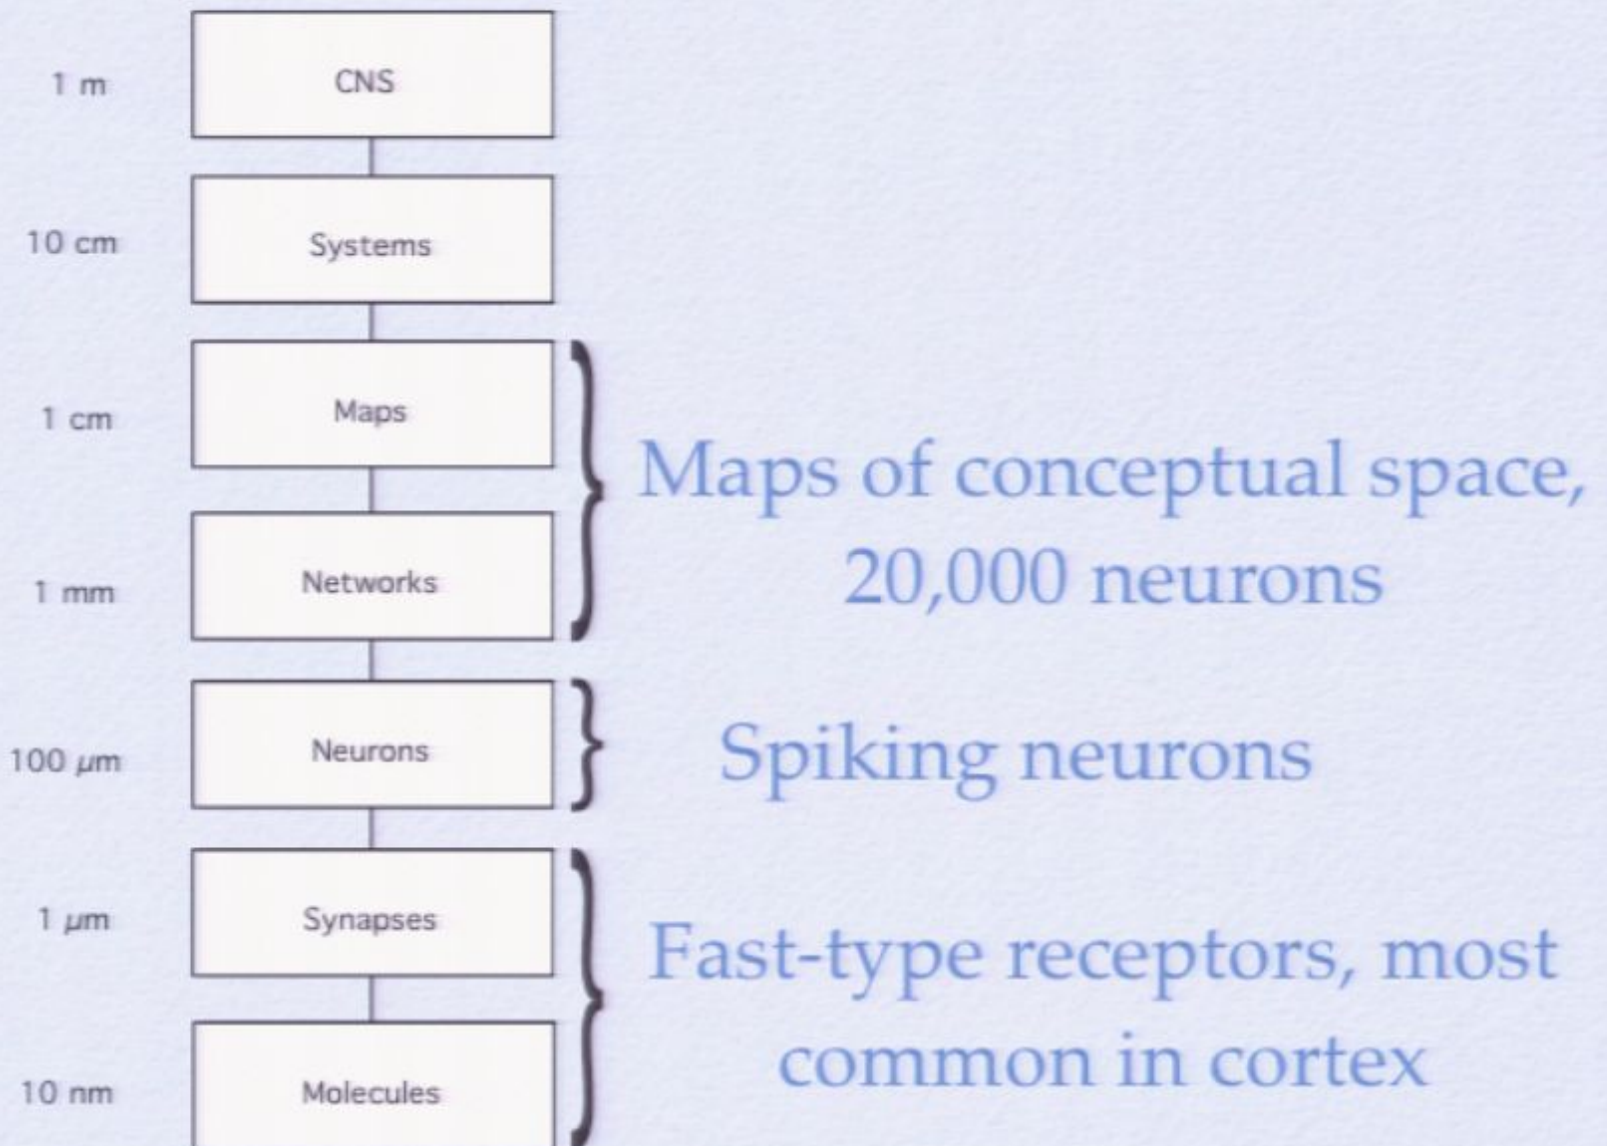 1 m
CNS
10 cm
Systems
1 cm
Maps
Maps of conceptual space,
20,000 neurons
1 mm
Networks
100 μm
Neurons
Spiking neurons
1 μm
Synapses
Fast-type receptors, most
common in cortex
10 nm
Molecules